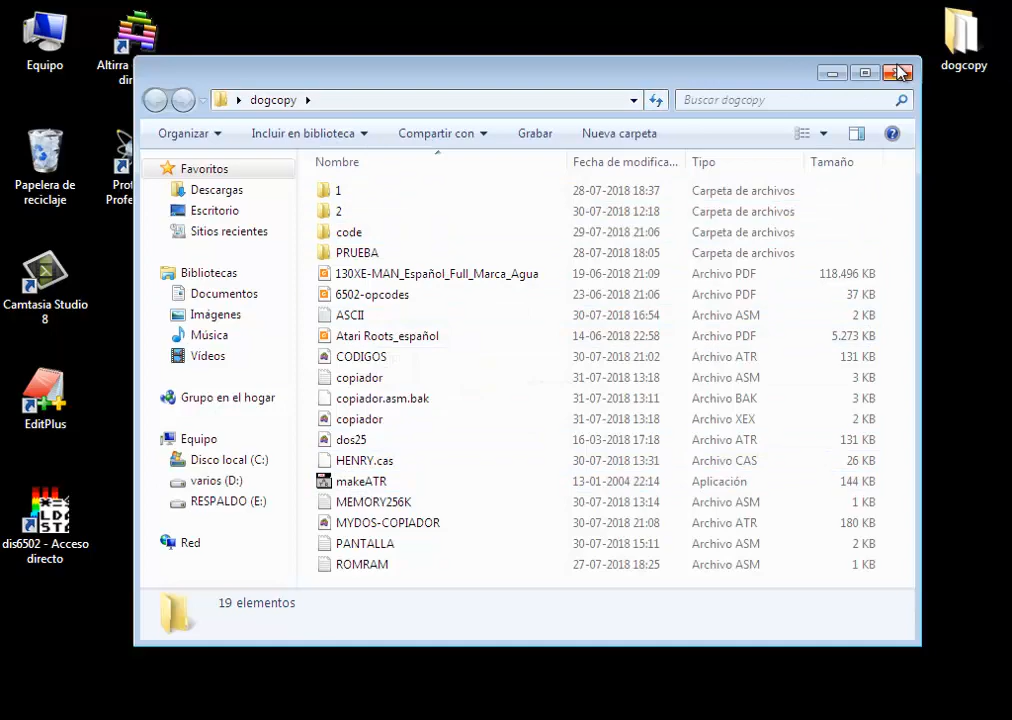 Equipo
Altirra
dir
dogcopy
dogcopy
Buscar dogcopy
Organizar
Incluir en biblioteca
Compartir con
Grabar
Nueva carpeta
Papelera de
reciclaje
Prot
Profe
Camtasia Studio
8
EditPlus
dis6502 - Acceso
directo
Favoritos
Descargas
Escritorio
Sitios recientes
Bibliotecas
Documentos
Imágenes
Música
Vídeos
Grupo en el hogar
Equipo
Disco local (C:)
varios (D:)
RESPALDO (E:)
Red
Nombre Fecha de modifica... Tipo Tamaño
1 28-07-2018 18:37 Carpeta de archivos
2 30-07-2018 12:18 Carpeta de archivos
code 29-07-2018 21:06 Carpeta de archivos
PRUEBA 28-07-2018 18:05 Carpeta de archivos
130XE-MAN_Español_Full_Marca_Agua 19-06-2018 21:09 Archivo PDF 118.496 KB
6502-opcodes 23-06-2018 21:06 Archivo PDF 37 KB
ASCII 30-07-2018 16:54 Archivo ASM 2 KB
Atari Roots_español 14-06-2018 22:58 Archivo PDF 5.273 KB
CODIGOS 30-07-2018 21:02 Archivo ATR 131 KB
copiador 31-07-2018 13:18 Archivo ASM 3 KB
copiador.asm.bak 31-07-2018 13:11 Archivo BAK 3 KB
copiador 31-07-2018 13:18 Archivo XEX 2 KB
dos25 16-03-2018 17:18 Archivo ATR 131 KB
HENRY.cas 30-07-2018 13:31 Archivo CAS 26 KB
makeATR 13-01-2004 22:14 Aplicación 144 KB
MEMORY256K 30-07-2018 13:14 Archivo ASM 1 KB
MYDOS-COPIADOR 30-07-2018 21:08 Archivo ATR 180 KB
PANTALLA 30-07-2018 15:11 Archivo ASM 2 KB
ROMRAM 27-07-2018 18:25 Archivo ASM 1 KB
19 elementos